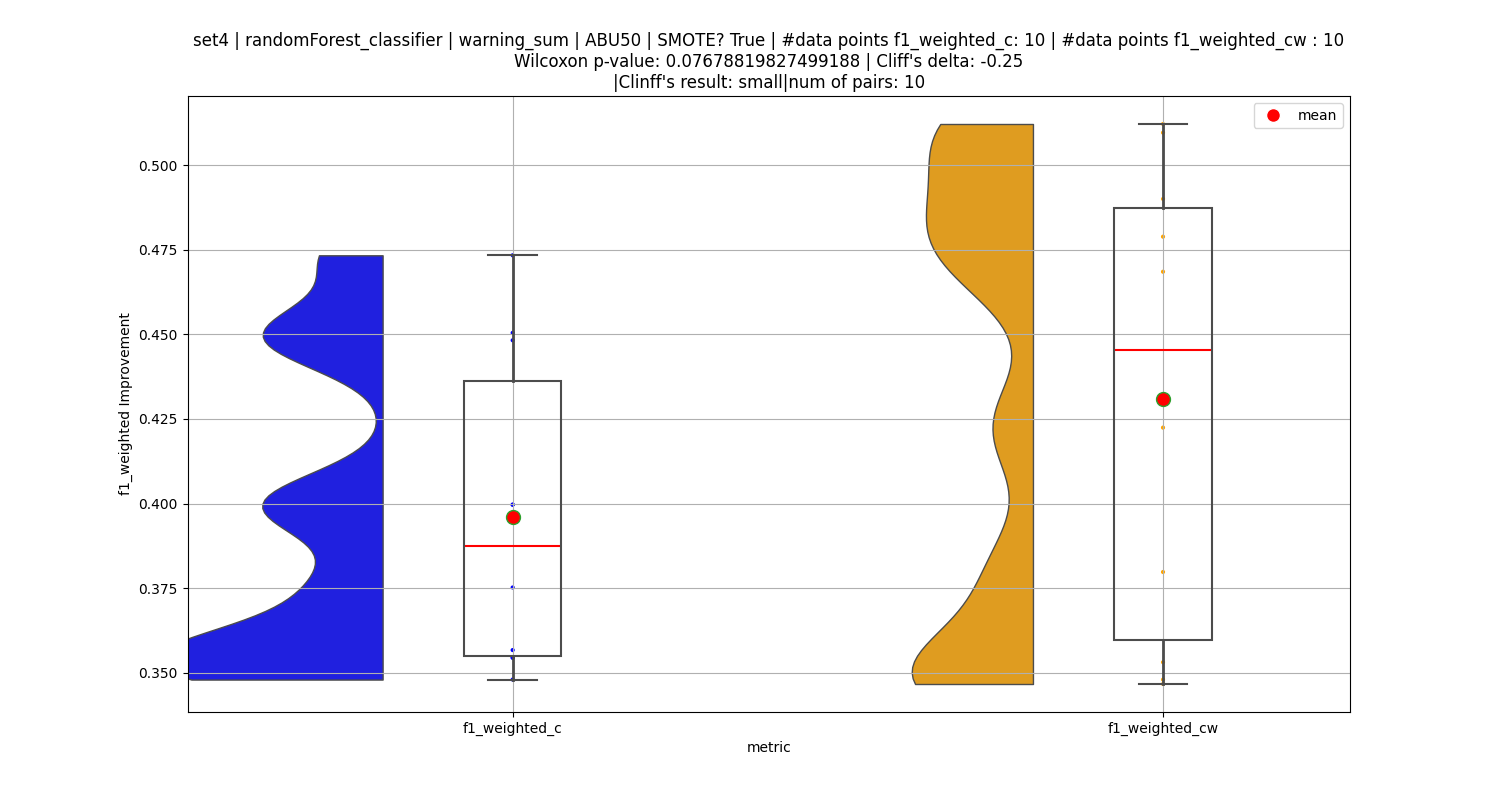 set4 | randomForest_classifier | warning_sum | ABU50 | SMOTE? True | #data points f1_weighted_c: 10 | #data points f1_weighted_cw : 10
Wilcoxon p-value: 0.07678819827499188 | Cliff's delta: -0.25
|Clinff's result: small|num of pairs: 10
mean
0.500
0.475
0.450
0.425
0.400
0.375
0.350
f1_weighted Improvement
f1_weighted_c
f1_weighted_cw
metric